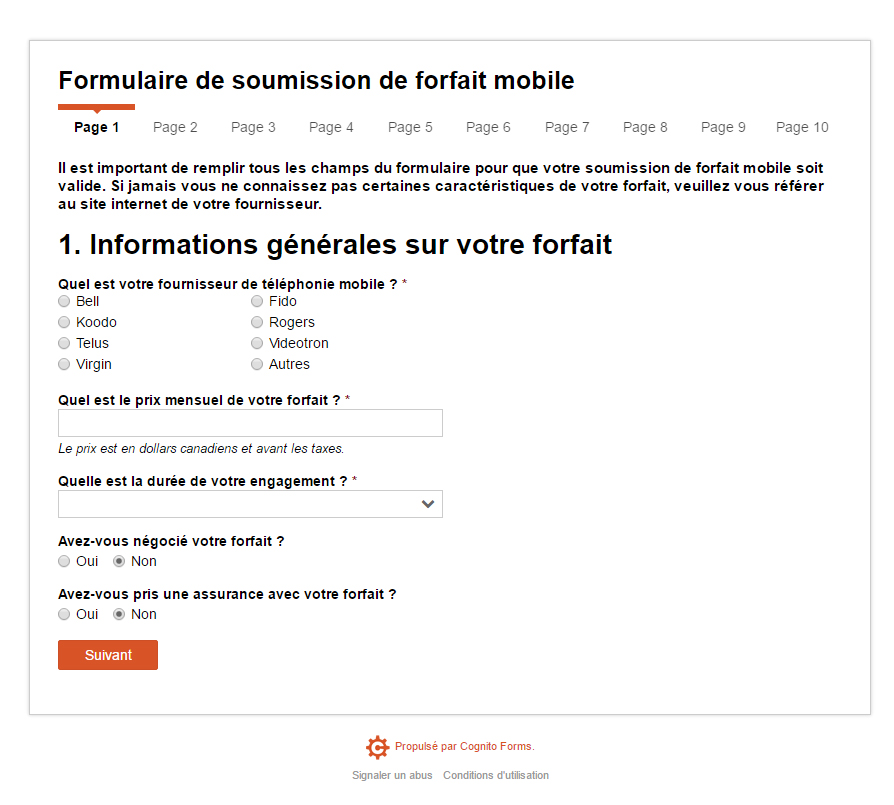 Formulaire de soumission de forfait mobile
Page 1 Page 2 Page 3 Page 4 Page 5 Page 6 Page 7 Page 8 Page 9 Page 10
Il est important de remplir tous les champs du formulaire pour que votre soumission de forfait mobile soit
valide. Si jamais vous ne connaissez pas certaines caractéristiques de votre forfait, veuillez vous référer
au site internet de votre fournisseur.
1. Informations générales sur votre forfait
Quel est votre fournisseur de téléphonie mobile ? *
Bell Fido
Koodo Rogers
Telus Videotron
Virgin Autres
Quel est le prix mensuel de votre forfait ? *
Le prix est en dollars canadiens et avant les taxes.
Quelle est la durée de votre engagement ? *
Avez-vous négocié votre forfait ?
Oui Non
Avez-vous pris une assurance avec votre forfait ?
Oui Non
Suivant
Propulsé par Cognito Forms.
Signaler un abus Conditions d'utilisation